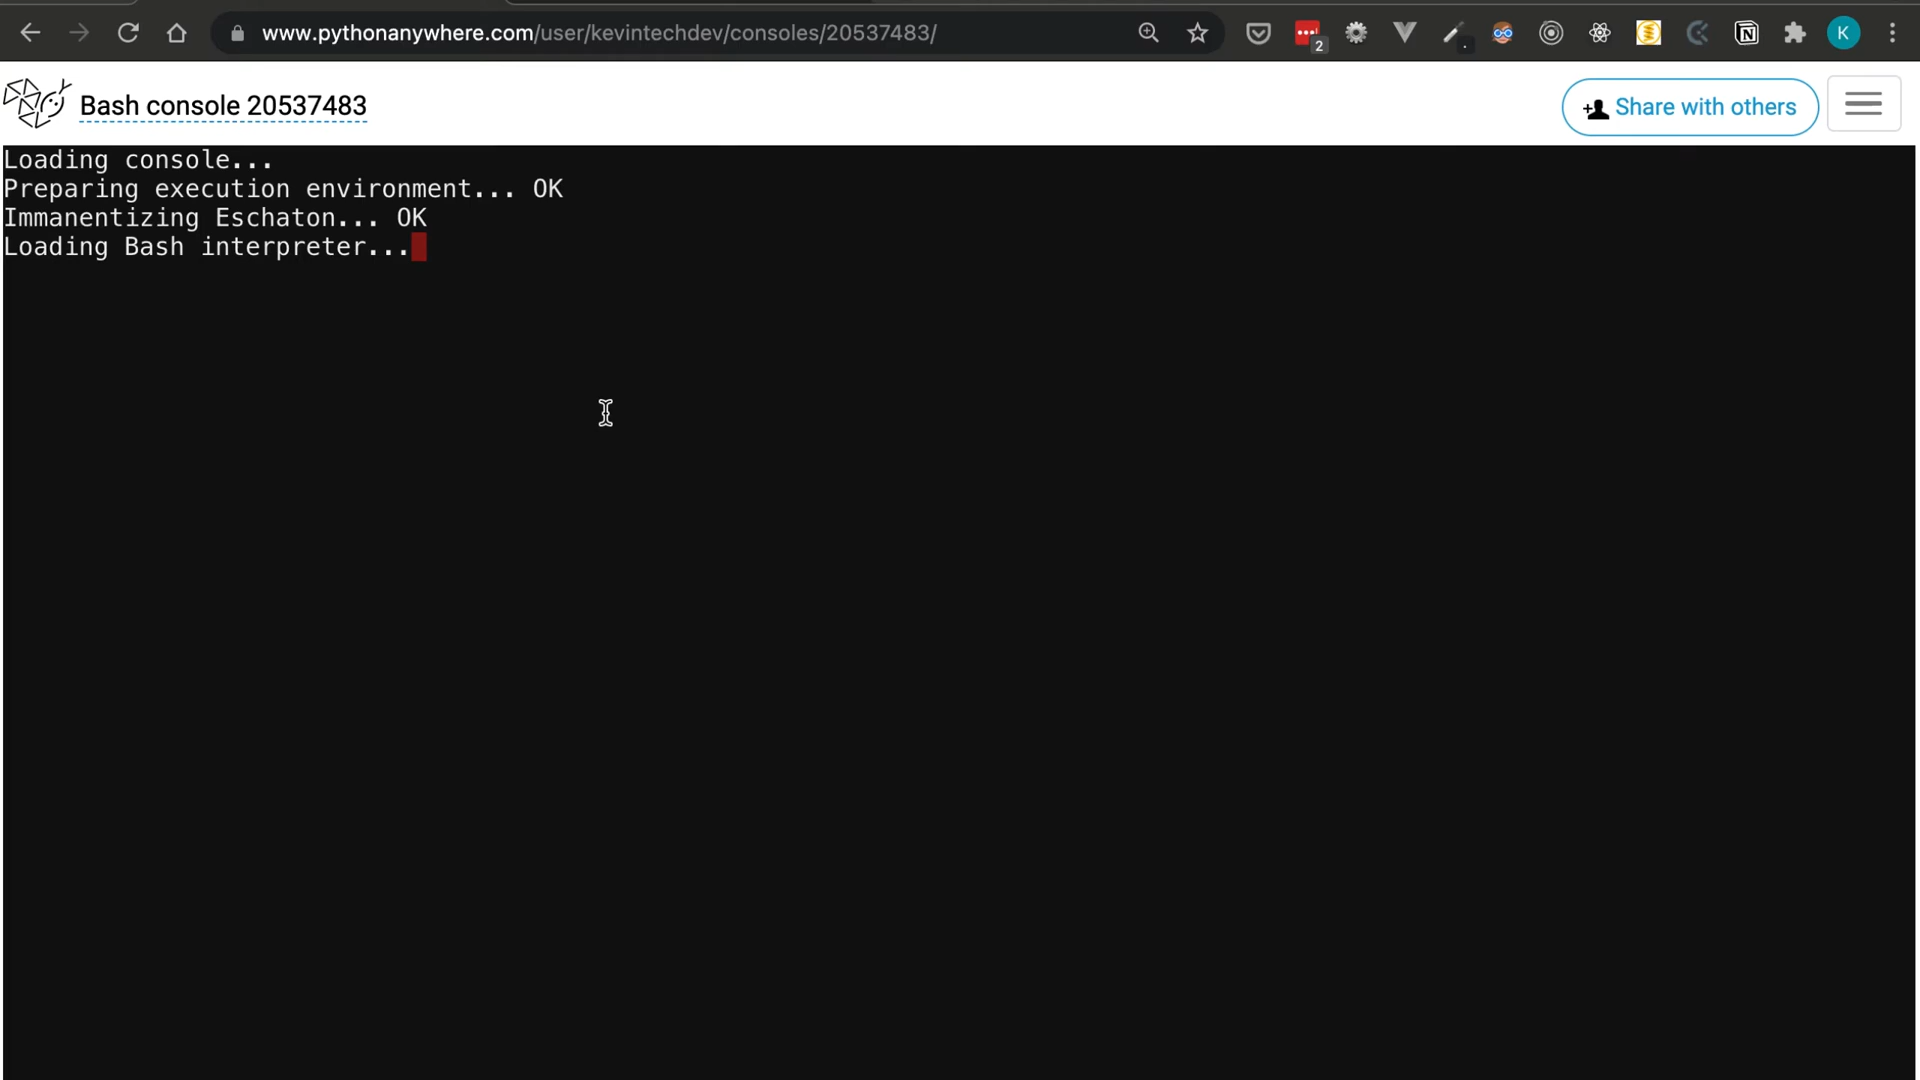 www.pythonanywhere.com/user/kevintechdev/consoles/20537483/
2
K
Bash console 20537483
Share with others
Loading console...
Preparing execution environment... OK
Immanentizing Eschaton... OK
Loading Bash interpreter...